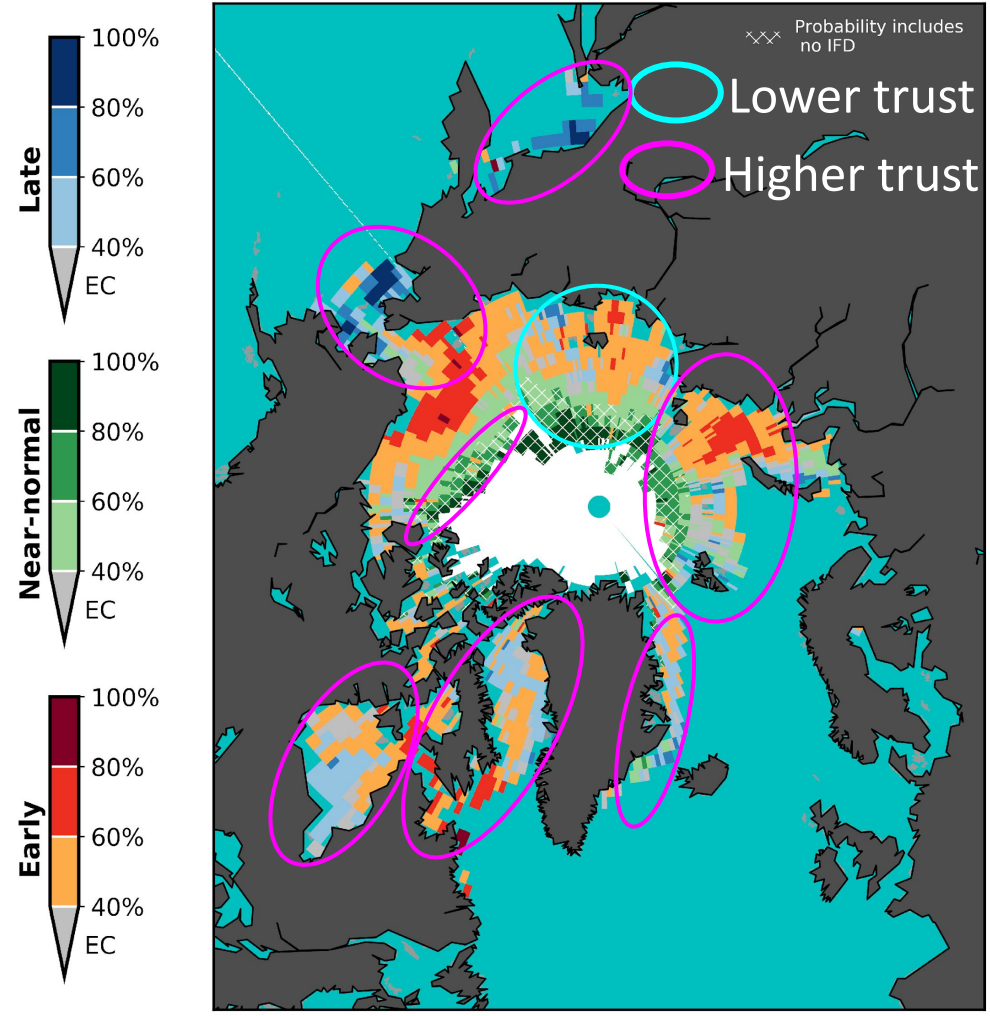 Probability includes
no IFD
Lower trust
Higher trust
Late
100%
80%
60%
40%
EC
Near-normal
100%
80%
60%
40%
EC
Early
100%
80%
60%
40%
EC